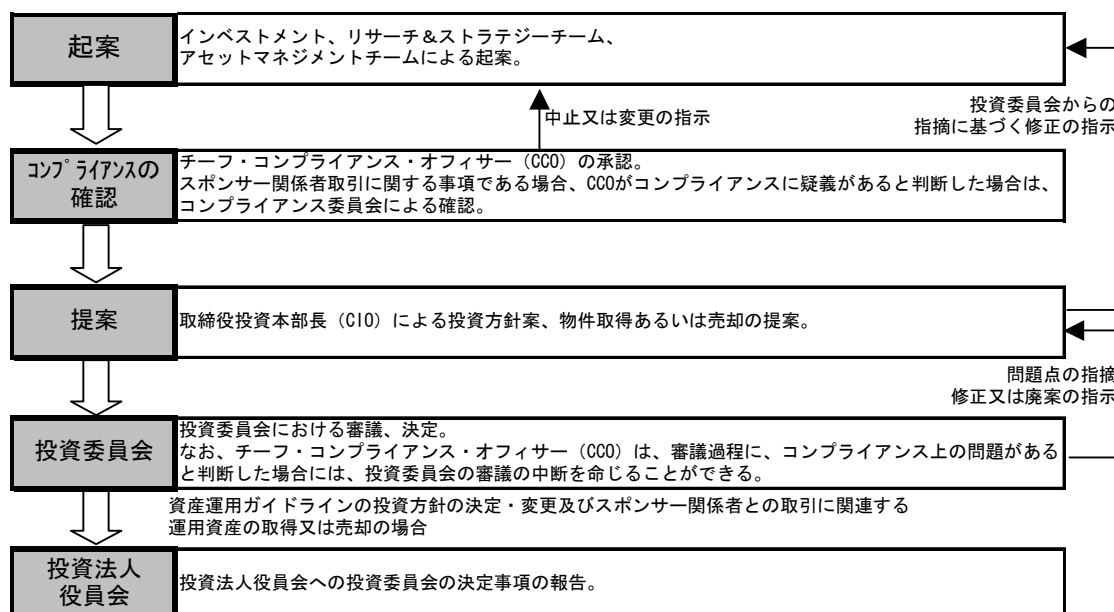 起案
インベストメント、リサーチ&ストラテジーチーム、
アセットマネジメントチームによる起案。
中止又は変更の指示
投資委員会からの
指摘に基づく修正の指示
ｺﾝﾌﾟﾗｲｱﾝｽの
確認
チーフ・コンプライアンス・オフィサー（CCO）の承認。
スポンサー関係者取引に関する事項である場合、CCOがコンプライアンスに疑義があると判断した場合は、
コンプライアンス委員会による確認。
提案
取締役投資本部長（CIO）による投資方針案、物件取得あるいは売却の提案。
問題点の指摘
修正又は廃案の指示
投資委員会
投資委員会における審議、決定。
なお、チーフ・コンプライアンス・オフィサー（CCO）は、審議過程に、コンプライアンス上の問題がある
と判断した場合には、投資委員会の審議の中断を命じることができる。
資産運用ガイドラインの投資方針の決定・変更及びスポンサー関係者との取引に関連する
運用資産の取得又は売却の場合
投資法人
役員会
投資法人役員会への投資委員会の決定事項の報告。